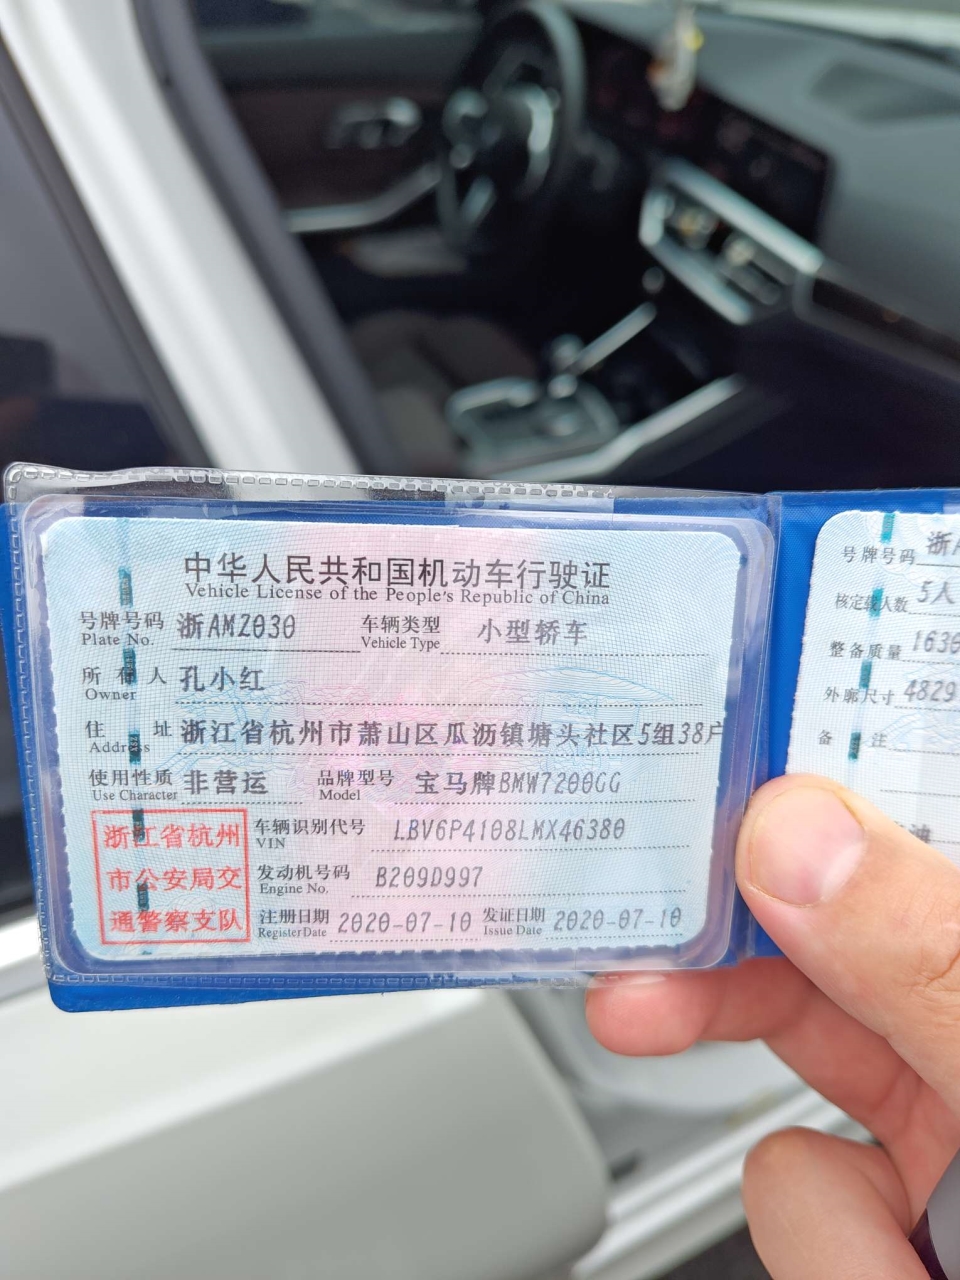 中华人民共和国机动车行驶证
Vehicle License of the People's Republic of China
号牌号码 浙AMZ030 车辆类型 小型轿车
Plate No. Vehicle Type
所有人 孔小红
Owner
住址 浙江省杭州市萧山区瓜沥镇塘头社区5组38户
Address
使用性质 非营运 品牌型号 宝马牌BMW7200GG
Use Character Model
浙江省杭州
市公安局交
通警察支队
车辆识别代号 LBV6P4108LMX46380
VIN
发动机号码 B209D997
Engine No.
注册日期 2020-07-10 发证日期 2020-07-10
Register Date Issue Date
号牌号码 浙
核定载人数 5人
整备质量 1630
外廓尺寸 4829
备注